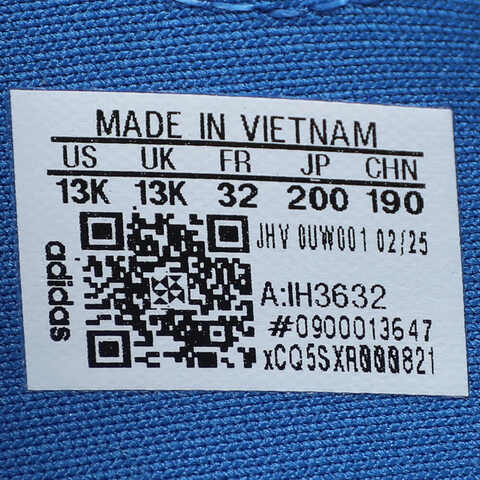 MADE IN VIETNAM
US UK FR JP CHN
13K 13K 32 200 190
adidas
JHV 0UW001 02/25
A:IH3632
#0900013647
xCQ5SXR000821